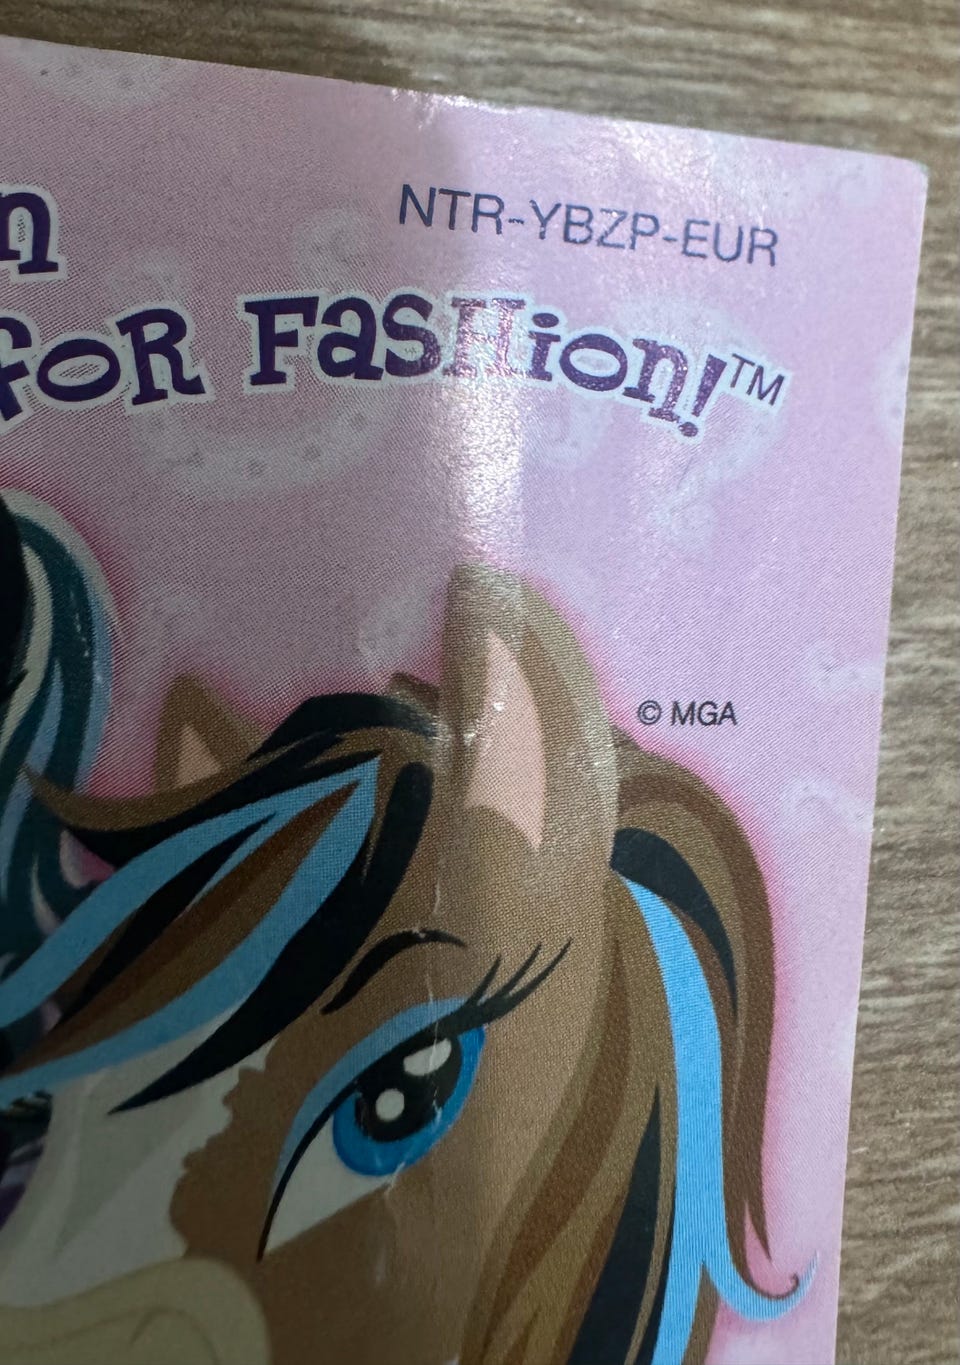 NTR-YBZP-EUR
n
for Fashion!™
© MGA